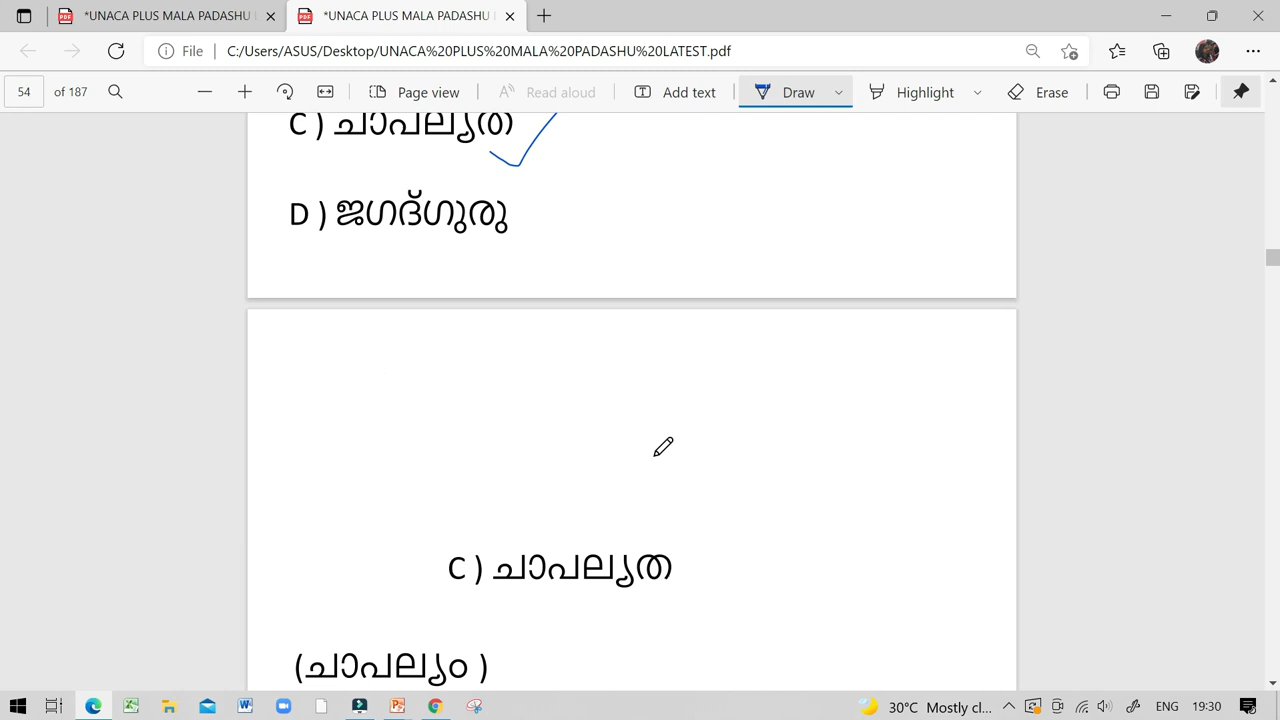 *UNACA PLUS MALA PADASHU
*UNACA PLUS MALA PADASHU
File
C:/Users/ASUS/Desktop/UNACA%20PLUS%20MALA%20PADASHU%20LATEST.pdf
54 of 187 Page view Read aloud Add text Draw Highlight Erase
C ) ചാപല്യത
D ) ജഗദ്ഗുരു
C ) ചാപല്യത
(ചാപല്യം )
30°C Mostly cl... ENG 19:30